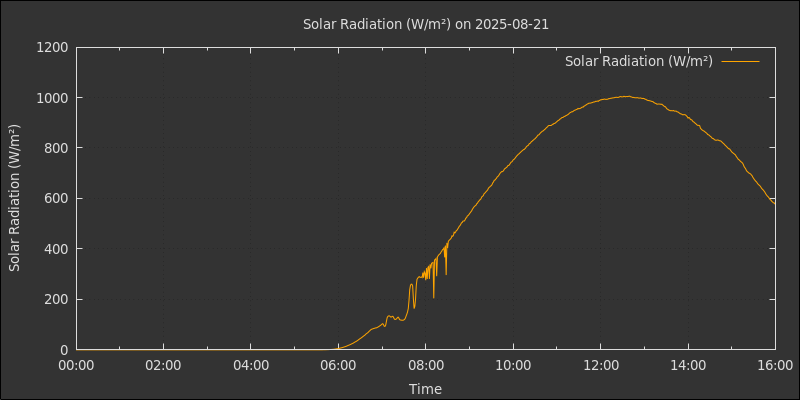 Solar Radiation (W/m²) on 2025-08-21
Solar Radiation (W/m²)
1200
1000
800
600
400
200
0
Solar Radiation (W/m²)
00:00 02:00 04:00 06:00 08:00 10:00 12:00 14:00 16:00
Time